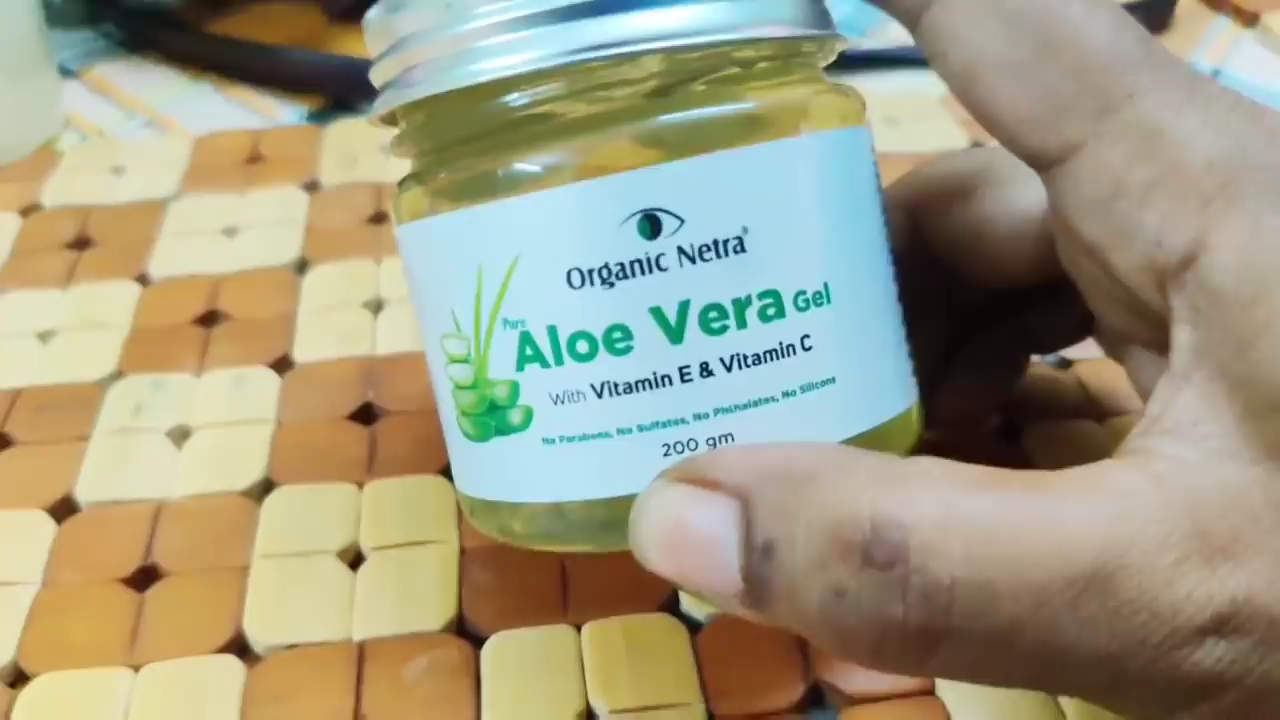 Organic Netra®
Pure
Aloe Vera Gel
With Vitamin E & Vitamin C
No Parabens, No Sulfates, No Phthalates, No Silicons
200 gm